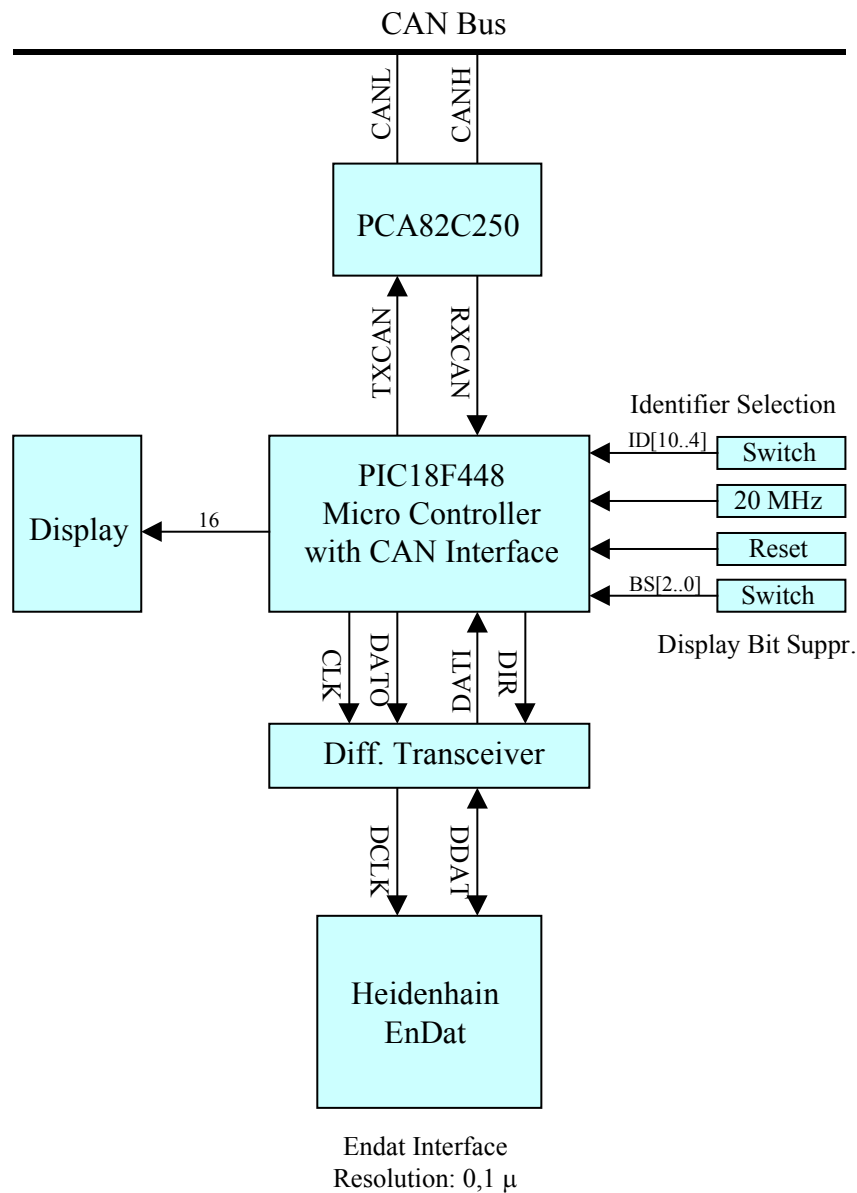 CAN Bus
CANL
CANH
PCA82C250
TXCAN
RXCAN
Identifier Selection
ID[10..4]
Switch
PIC18F448
Micro Controller
with CAN Interface
20 MHz
Display
16
Reset
BS[2..0]
Switch
Display Bit Suppr.
CLK
DATO
DATI
DIR
Diff. Transceiver
DCLK
DDAT
Heidenhain
EnDat
Endat Interface
Resolution: 0,1 μ